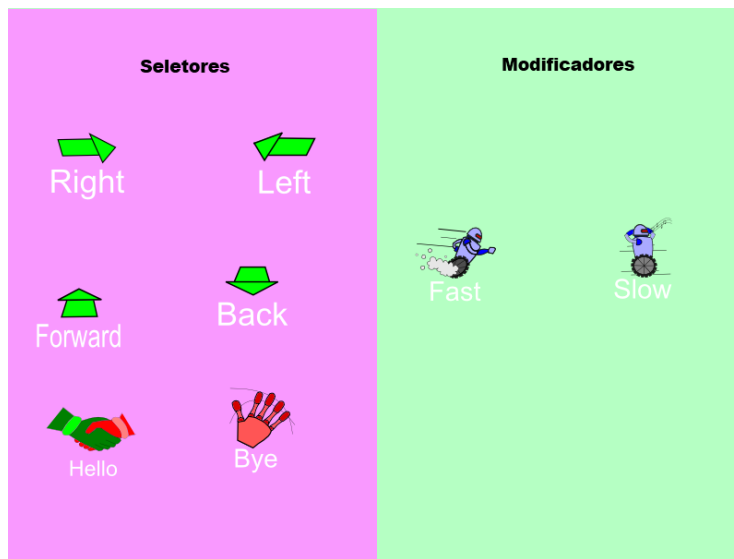 Seletores
Right
Left
Forward
Back
Hello
Bye
Modificadores
Fast
Slow